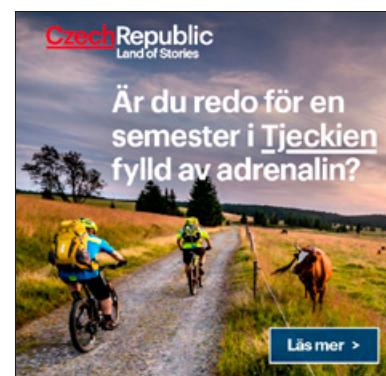 CzechRepublic
Land of Stories
Är du redo för en
semester i Tjeckien
fylld av adrenalin?
Läs mer >